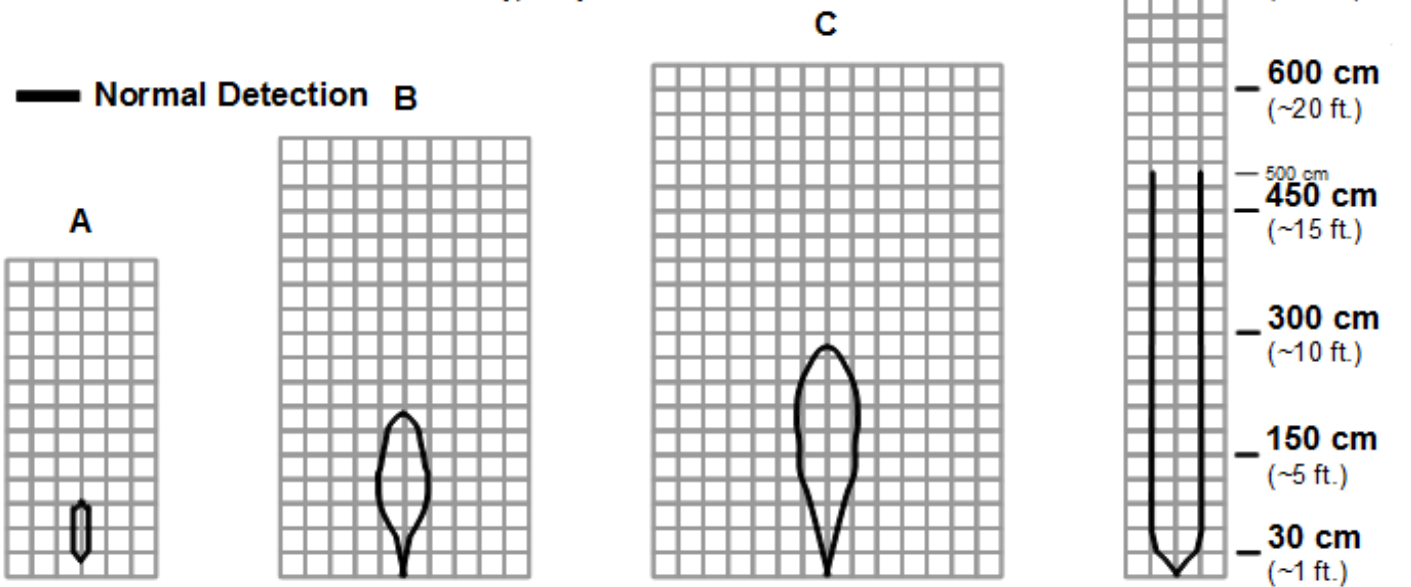 C
Normal Detection
B
A
600 cm
(~20 ft.)
500 cm
450 cm
(~15 ft.)
300 cm
(~10 ft.)
150 cm
(~5 ft.)
30 cm
(~1 ft.)